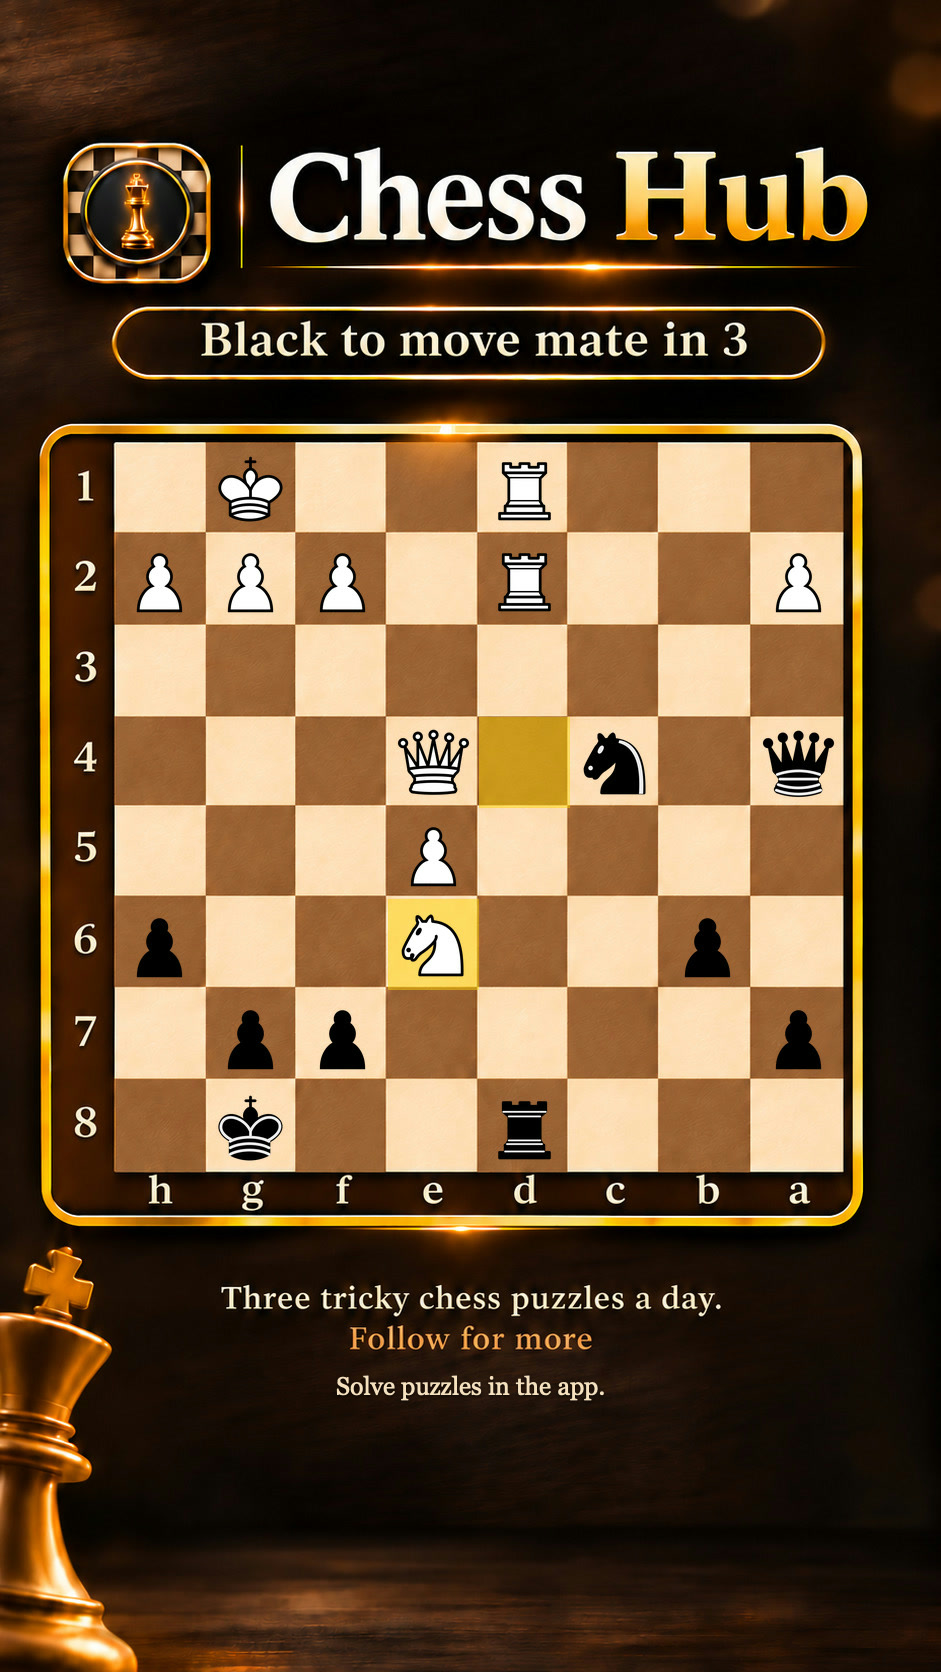 Chess Hub
Black to move mate in 3
1
2
3
4
5
6
7
8
h g f e d c b a
Three tricky chess puzzles a day.
Follow for more
Solve puzzles in the app.